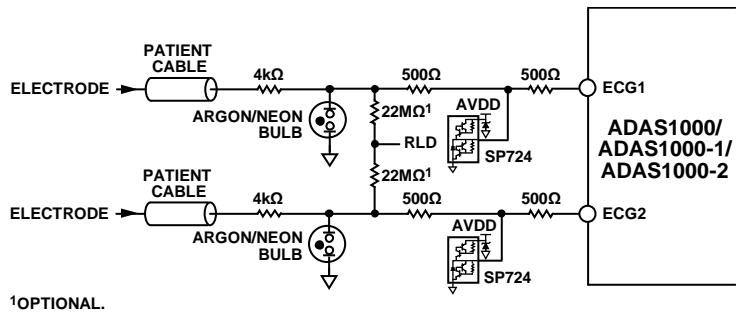 PATIENT
CABLE
4kΩ
500Ω
500Ω
ELECTRODE
ECG1
AVDD
ARGON/NEON
BULB
22MΩ¹
SP724
RLD
ADAS1000/
ADAS1000-1/
ADAS1000-2
22MΩ¹
PATIENT
CABLE
4kΩ
500Ω
500Ω
ELECTRODE
ECG2
AVDD
ARGON/NEON
BULB
SP724
¹OPTIONAL.